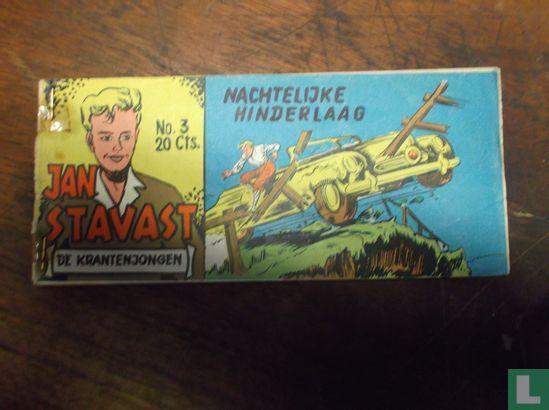 No. 3
20 Cts.
JAN
STAVAST
DE KRANTENJONGEN
NACHTELIJKE
HINDERLAAG
L